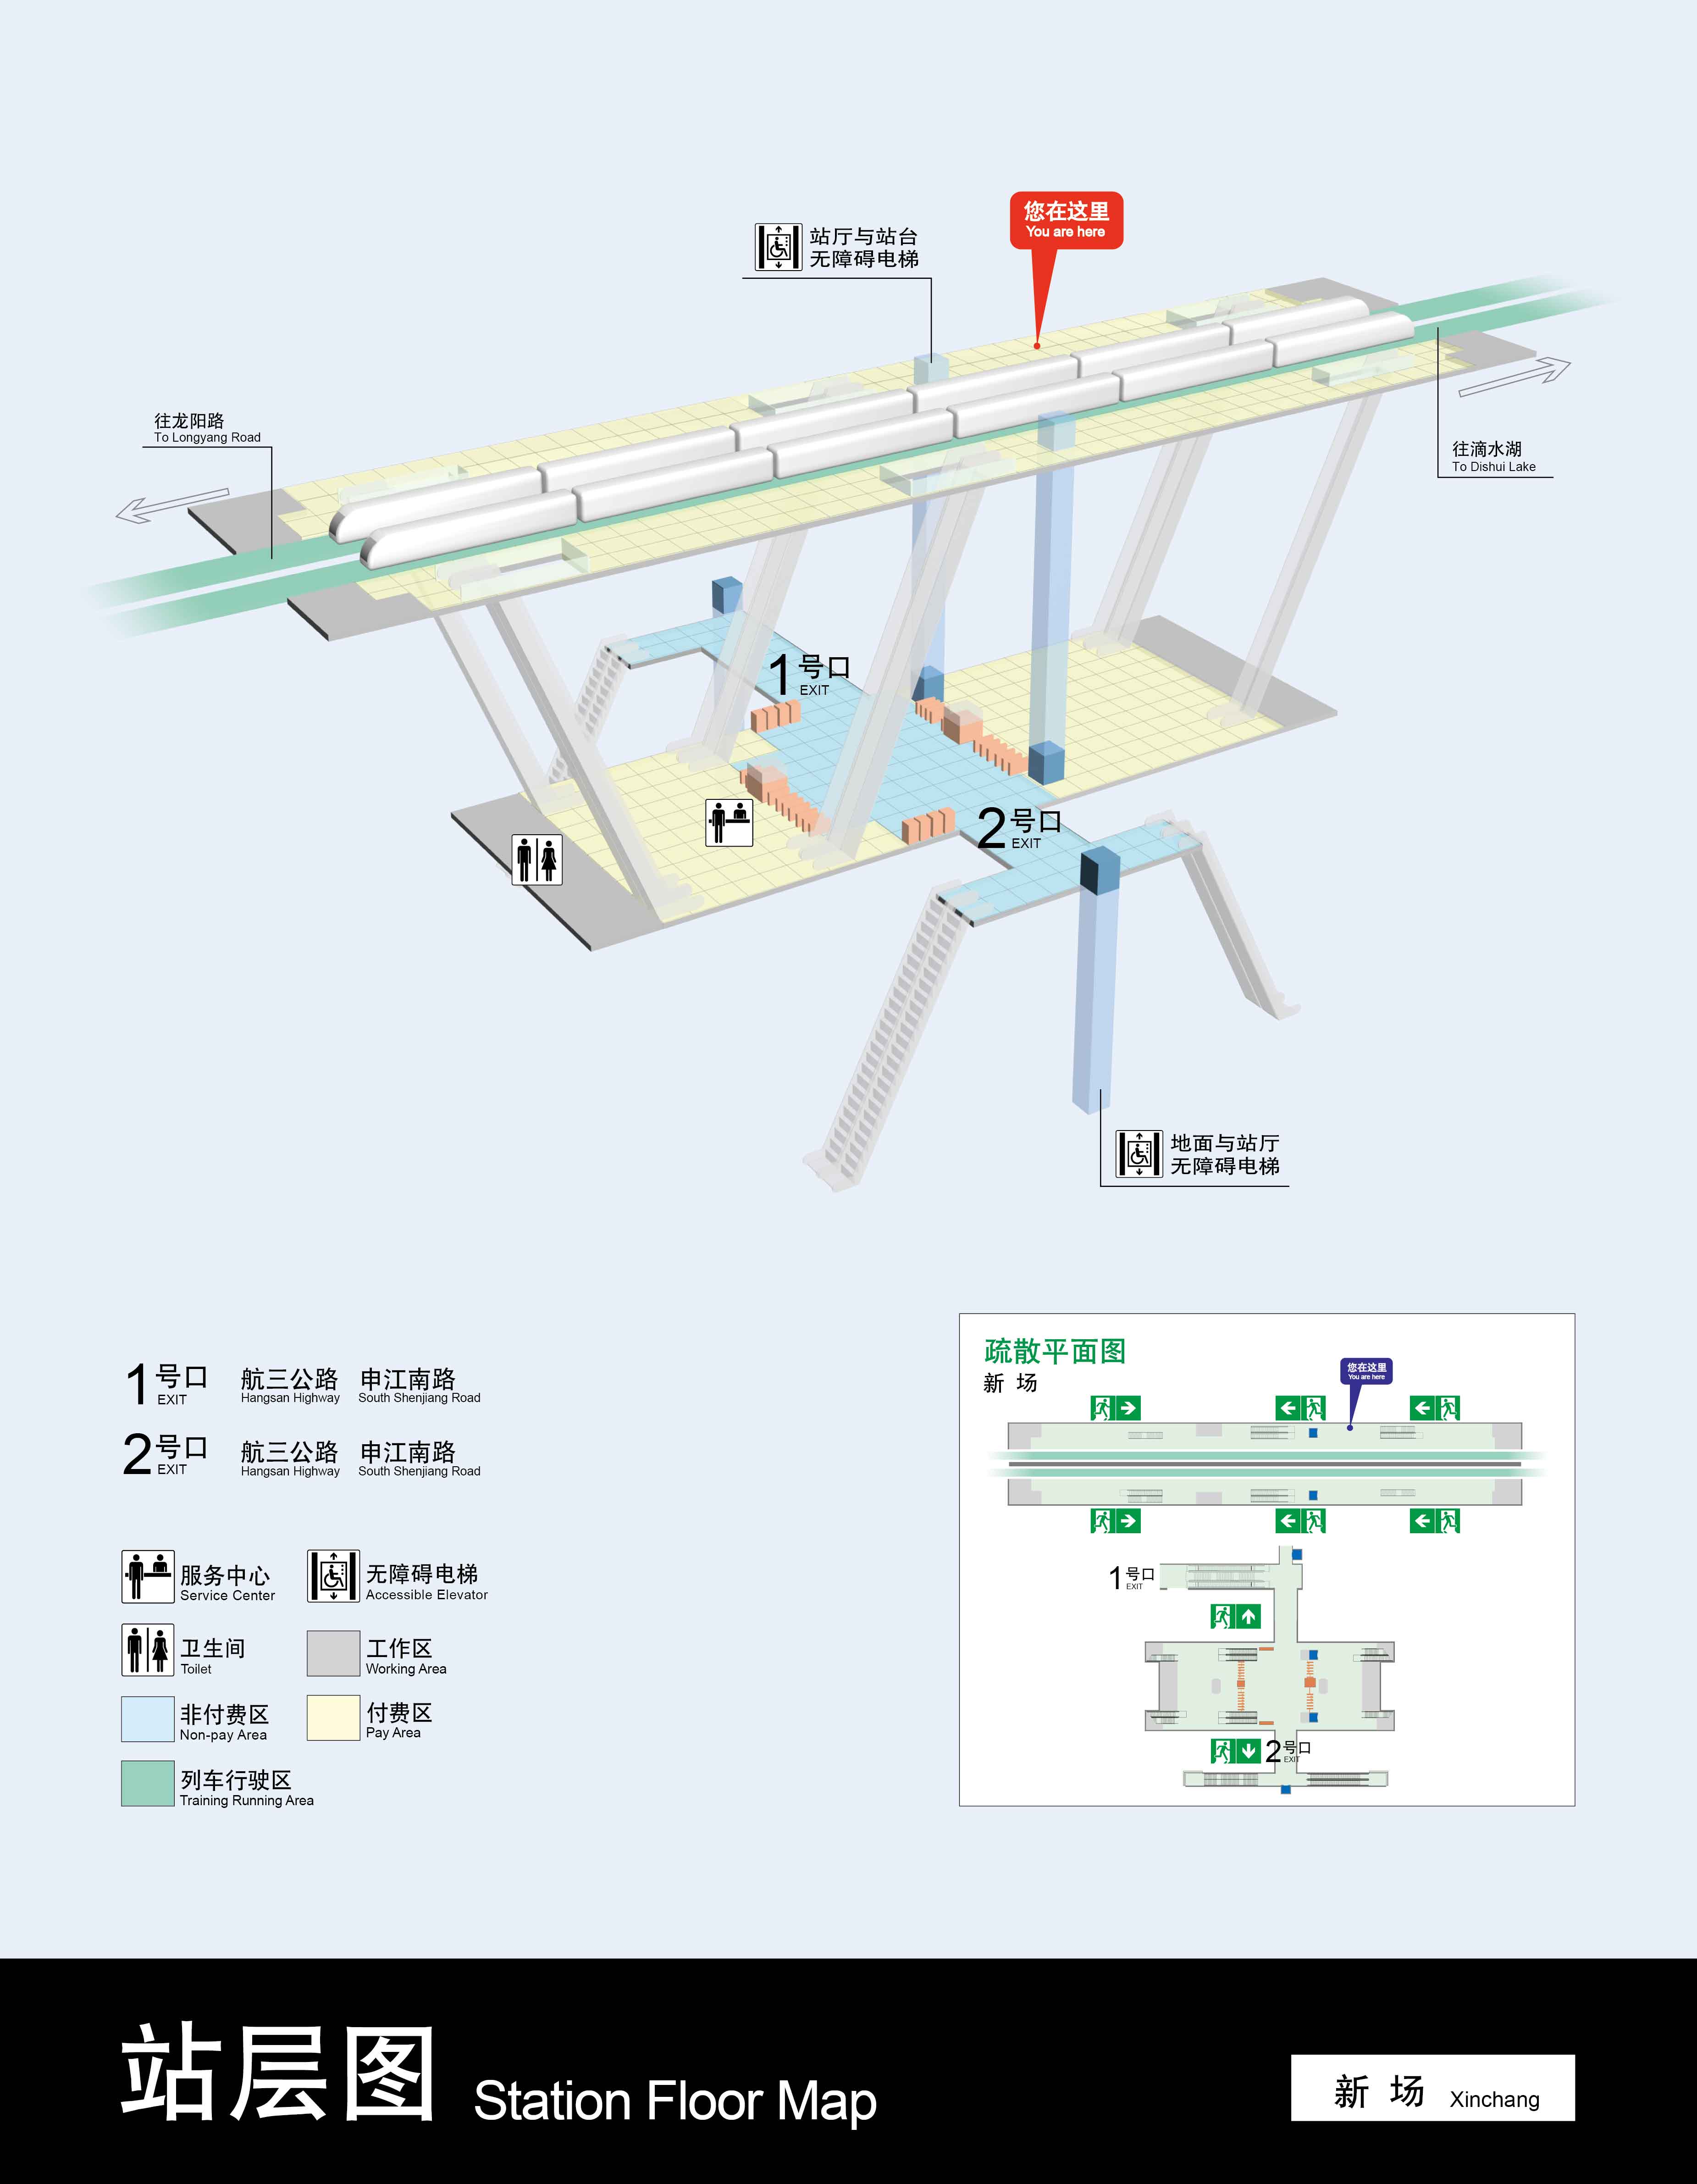 您在这里
You are here
站厅与站台
无障碍电梯
往龙阳路
To Longyang Road
往滴水湖
To Dishui Lake
1号口
EXIT
2号口
EXIT
地面与站厅
无障碍电梯
1号口 航三公路 申江南路
EXIT Hangsan Highway South Shenjiang Road
2号口 航三公路 申江南路
EXIT Hangsan Highway South Shenjiang Road
服务中心
Service Center
无障碍电梯
Accessible Elevator
卫生间
Toilet
工作区
Working Area
非付费区
Non-pay Area
付费区
Pay Area
列车行驶区
Training Running Area
疏散平面图
新场
您在这里
You are here
1号口
EXIT
2号口
EXIT
站层图 Station Floor Map
新场 Xinchang